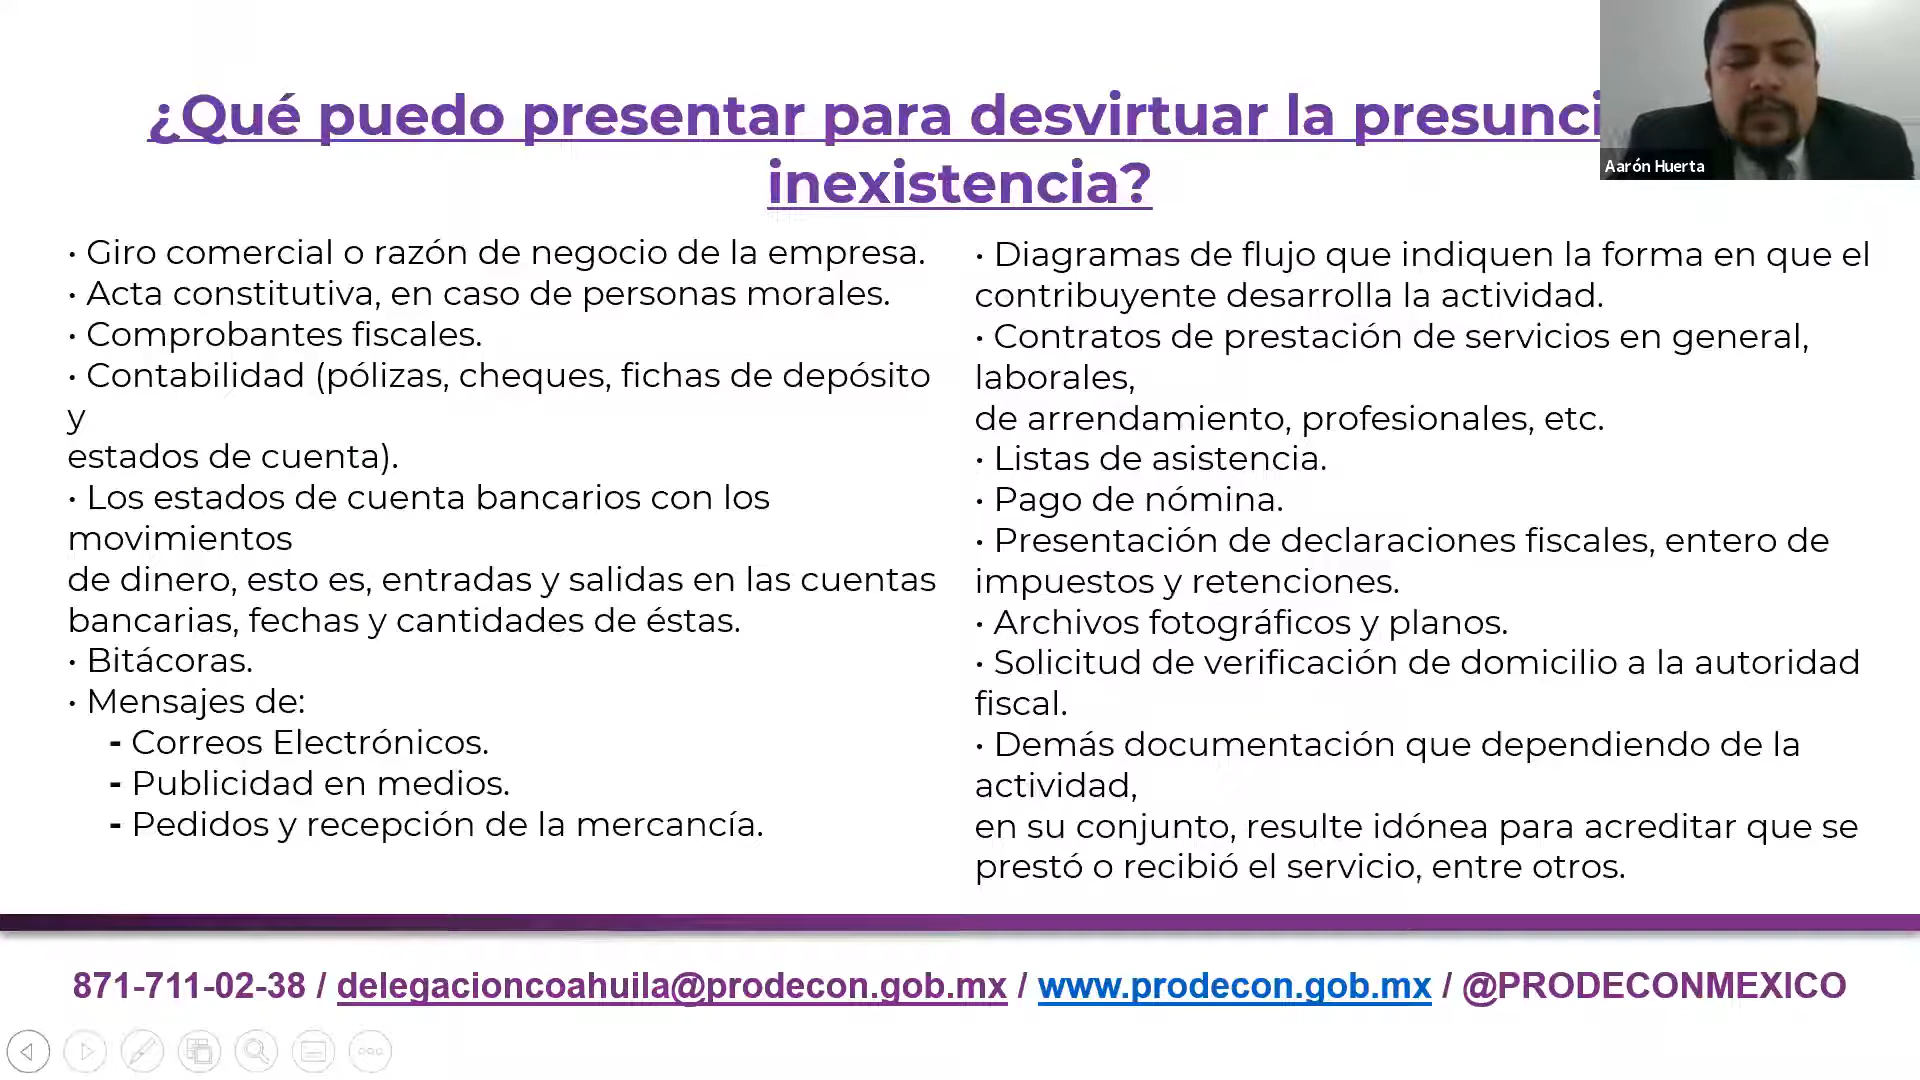 ¿Qué puedo presentar para desvirtuar la
inexistencia?
Aarón Huerta
· Giro comercial o razón de negocio de la empresa.
· Acta constitutiva, en caso de personas morales.
· Comprobantes fiscales.
· Contabilidad (pólizas, cheques, fichas de depósito
y
estados de cuenta).
· Los estados de cuenta bancarios con los
movimientos
de dinero, esto es, entradas y salidas en las cuentas
bancarias, fechas y cantidades de éstas.
· Bitácoras.
· Mensajes de:
- Correos Electrónicos.
- Publicidad en medios.
- Pedidos y recepción de la mercancía.
· Diagramas de flujo que indiquen la forma en que el
contribuyente desarrolla la actividad.
· Contratos de prestación de servicios en general,
laborales,
de arrendamiento, profesionales, etc.
· Listas de asistencia.
· Pago de nómina.
· Presentación de declaraciones fiscales, entero de
impuestos y retenciones.
· Archivos fotográficos y planos.
· Solicitud de verificación de domicilio a la autoridad
fiscal.
· Demás documentación que dependiendo de la
actividad,
en su conjunto, resulte idónea para acreditar que se
prestó o recibió el servicio, entre otros.
871-711-02-38 / delegacioncoahuila@prodecon.gob.mx / www.prodecon.gob.mx / @PRODECONMEXICO